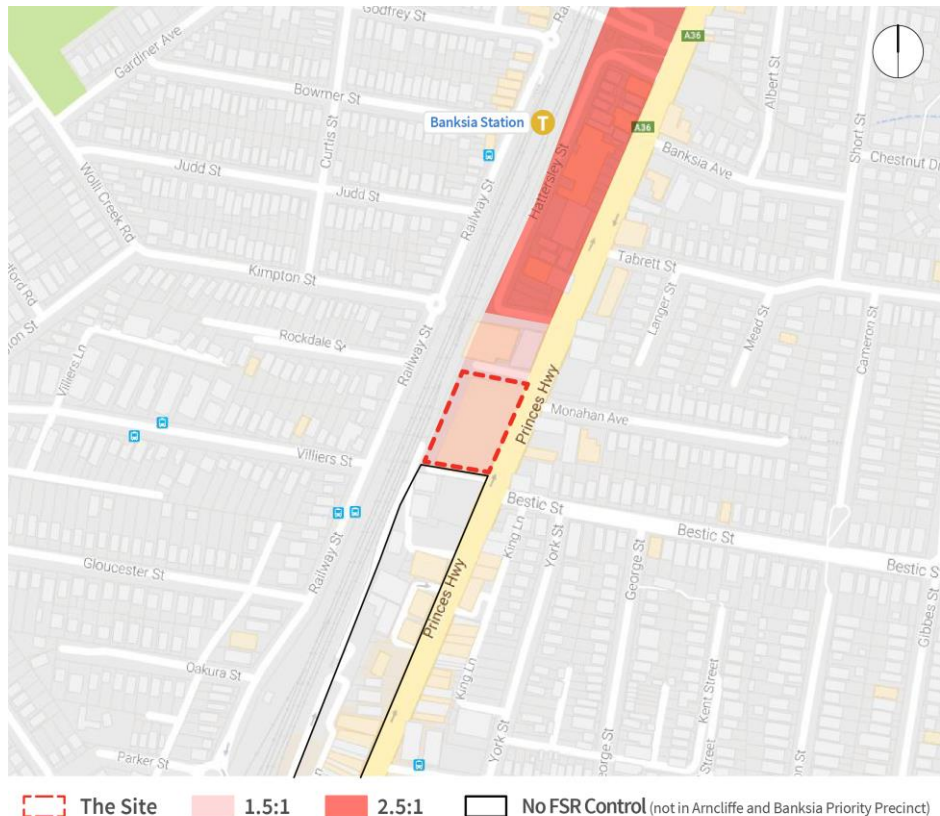 Godfrey St
Gardiner Ave
A36
Bowmer St
Albert St
Short St
Banksia Station
T
A36
Curtis St
Banksia Ave
Chestnut D
Judd St
Judd St
Railway St
Hattersley St
Wolli Creek Rd
Tabrett St
Kimpton St
Langer St
Mead St
Cameron St
Rockdale S
Railway St
Villiers Ln
Princes Hwy
Monahan Ave
Villiers St
Bestic St
Bestic St
Bestic S
King Ln
York St
George St
Gloucester St
Railway St
Princes Hwy
Gibbes St
Oakura St
King Ln
York St
Kent Street
George St
Street
Parker St
The Site
1.5:1
2.5:1
No FSR Control (not in Arncliffe and Banksia Priority Precinct)